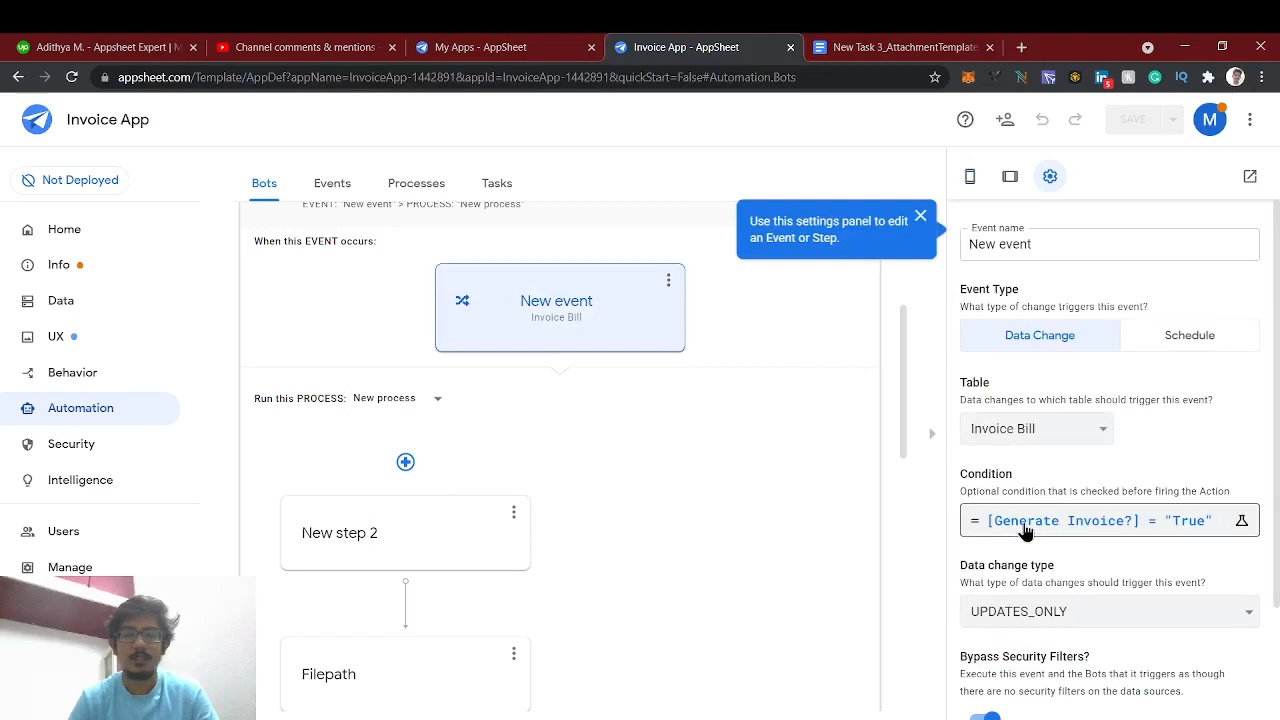 Adithya M. - Appsheet Expert | M
Channel comments & mentions -
My Apps - AppSheet
Invoice App - AppSheet
New Task 3_AttachmentTemplate
appsheet.com/Template/AppDef?appName=InvoiceApp-1442891&appId=InvoiceApp-1442891&quickStart=False#Automation.Bots
Invoice App
SAVE
M
Not Deployed
Home
Info
Data
UX
Behavior
Automation
Security
Intelligence
Users
Manage
Bots
Events
Processes
Tasks
EVENT: "New event" > PROCESS: "New process"
When this EVENT occurs:
New event
Invoice Bill
Run this PROCESS: New process
New step 2
Filepath
Use this settings panel to edit
an Event or Step.
Event name
New event
Event Type
What type of change triggers this event?
Data Change
Schedule
Table
Data changes to which table should trigger this event?
Invoice Bill
Condition
Optional condition that is checked before firing the Action
= [Generate Invoice?] = "True"
Data change type
What type of data changes should trigger this event?
UPDATES_ONLY
Bypass Security Filters?
Execute this event and the Bots that it triggers as though
there are no security filters on the data sources.